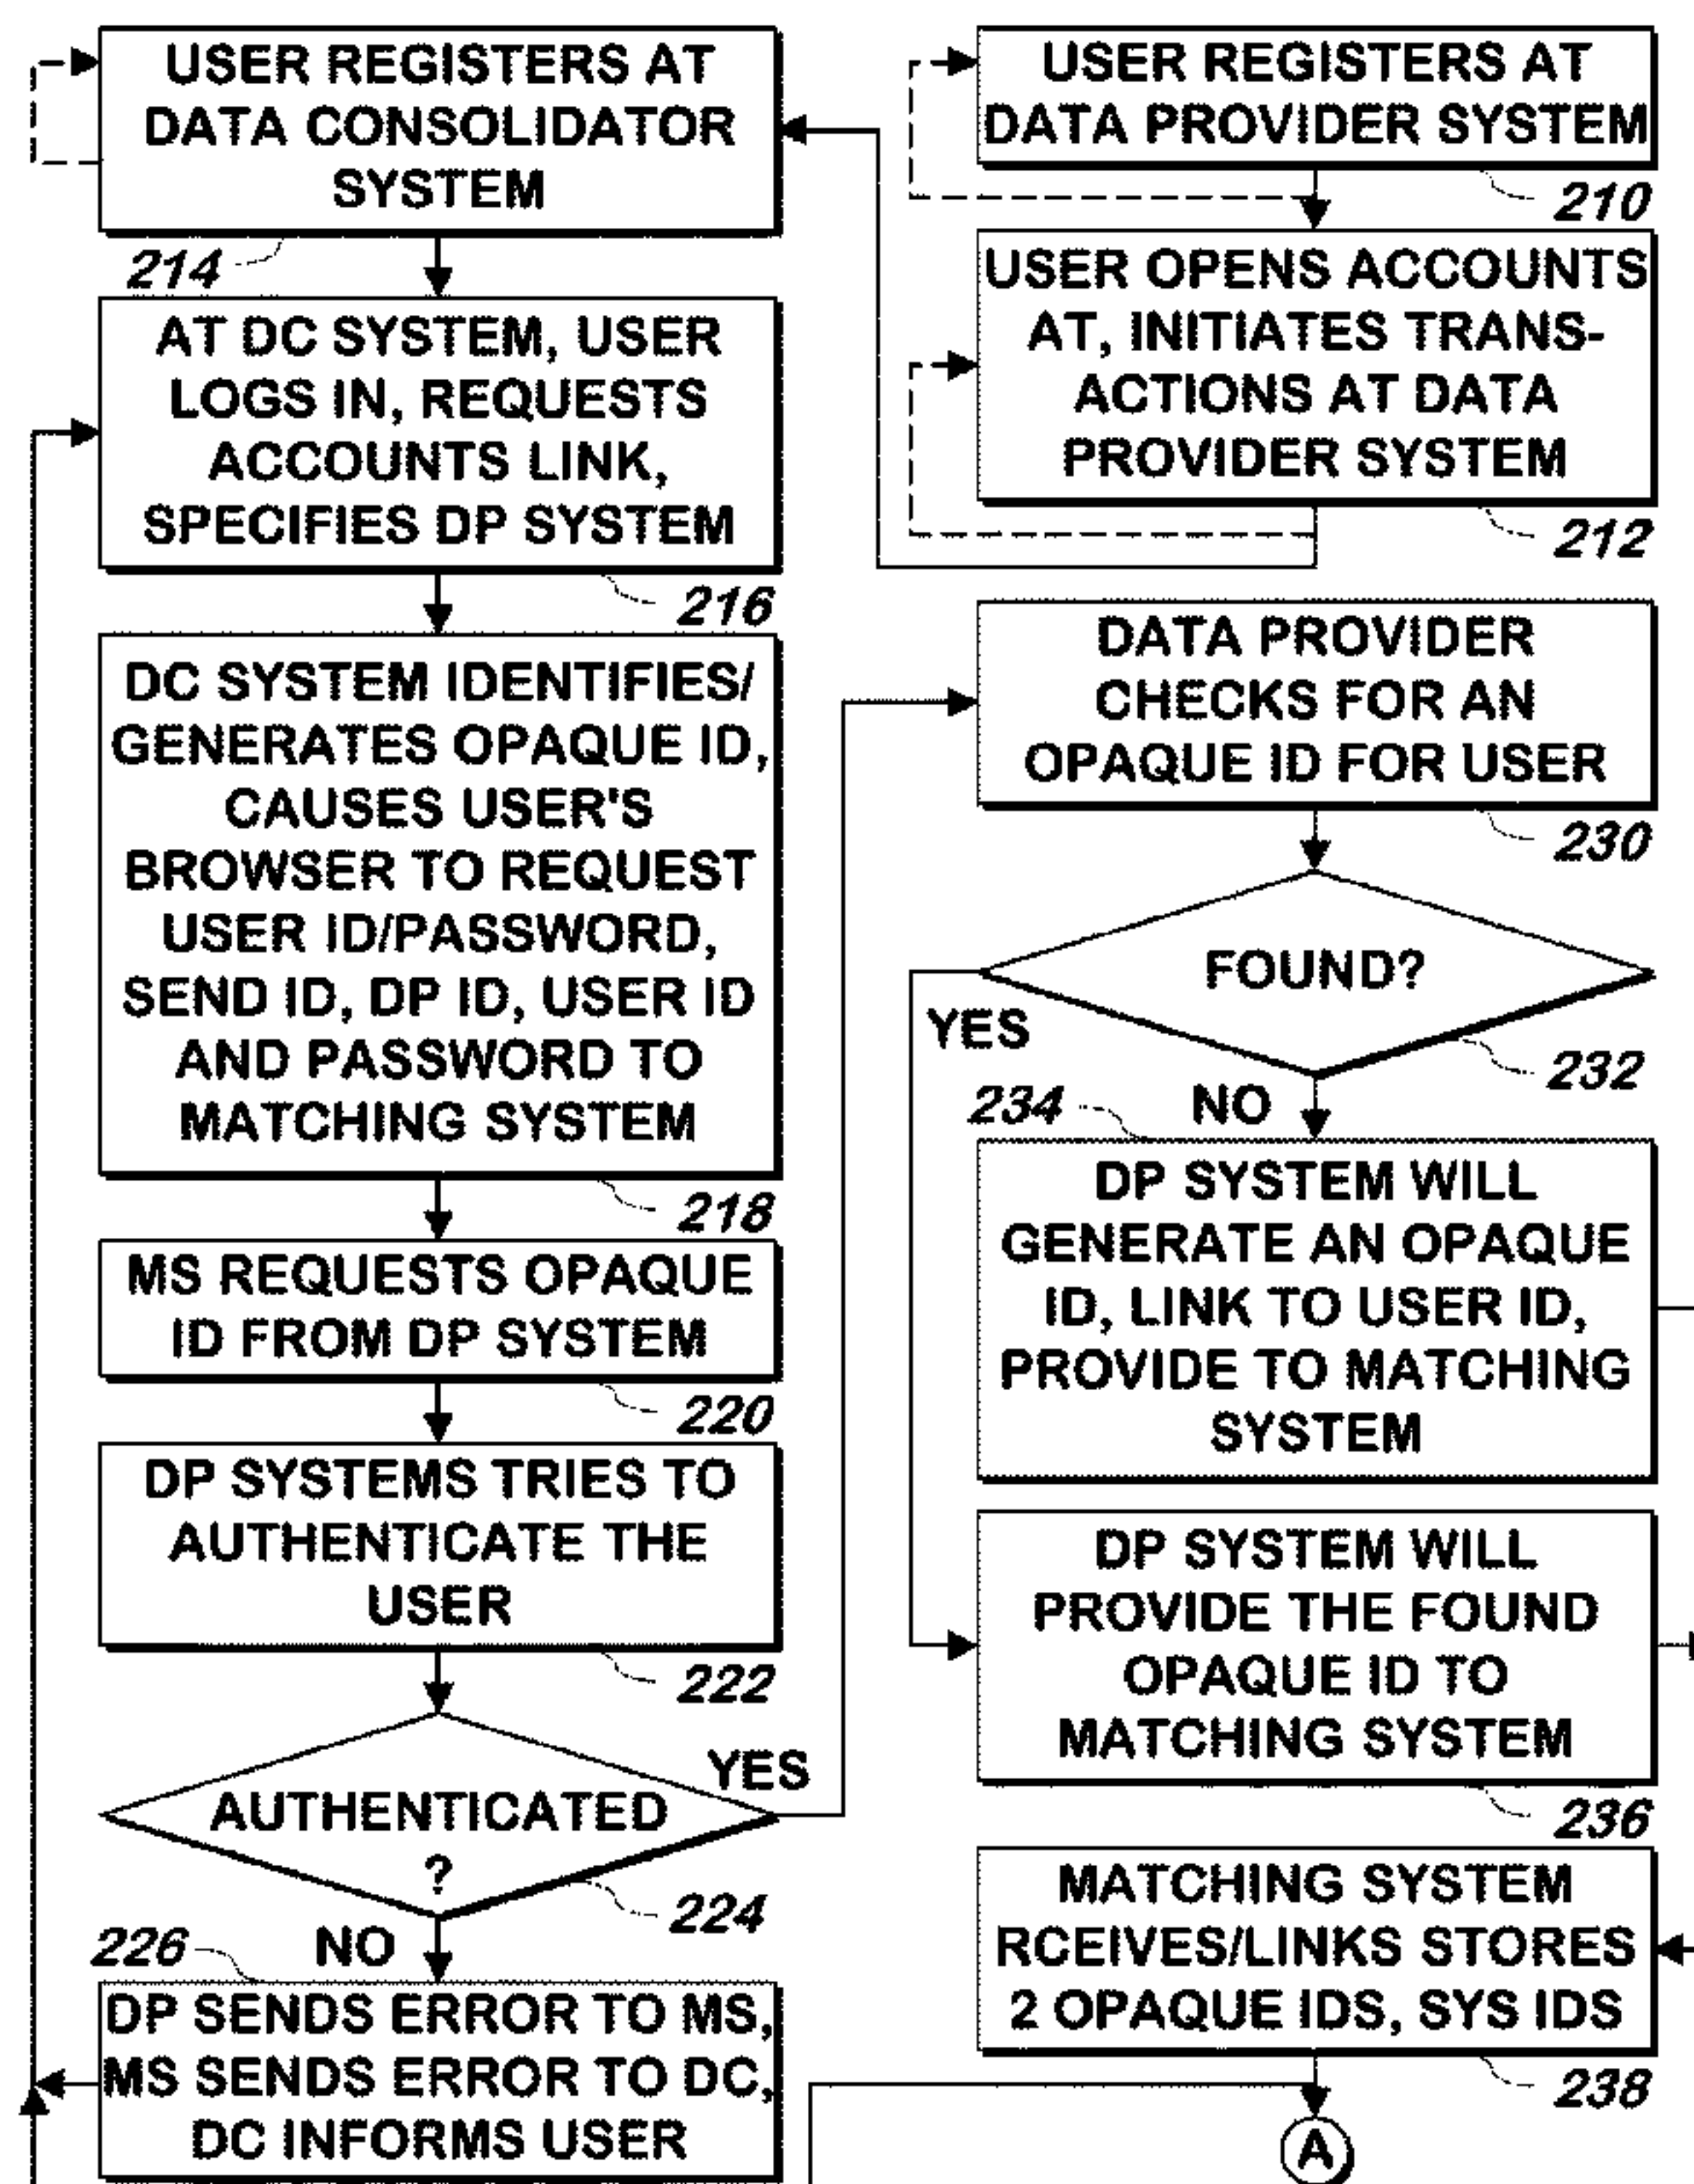 USER REGISTERS AT
DATA CONSOLIDATOR
SYSTEM
214
AT DC SYSTEM, USER
LOGS IN, REQUESTS
ACCOUNTS LINK,
SPECIFIES DP SYSTEM
216
DC SYSTEM IDENTIFIES/
GENERATES OPAQUE ID,
CAUSES USER'S
BROWSER TO REQUEST
USER ID/PASSWORD,
SEND ID, DP ID, USER ID
AND PASSWORD TO
MATCHING SYSTEM
218
MS REQUESTS OPAQUE
ID FROM DP SYSTEM
220
DP SYSTEMS TRIES TO
AUTHENTICATE THE
USER
222
YES
AUTHENTICATED
?
224
226
NO
DP SENDS ERROR TO MS,
MS SENDS ERROR TO DC,
DC INFORMS USER
USER REGISTERS AT
DATA PROVIDER SYSTEM
210
USER OPENS ACCOUNTS
AT, INITIATES TRANS-
ACTIONS AT DATA
PROVIDER SYSTEM
212
DATA PROVIDER
CHECKS FOR AN
OPAQUE ID FOR USER
230
FOUND?
YES
232
234
NO
DP SYSTEM WILL
GENERATE AN OPAQUE
ID, LINK TO USER ID,
PROVIDE TO MATCHING
SYSTEM
DP SYSTEM WILL
PROVIDE THE FOUND
OPAQUE ID TO
MATCHING SYSTEM
236
MATCHING SYSTEM
RCEIVES/LINKS STORES
2 OPAQUE IDS, SYS IDS
238
A